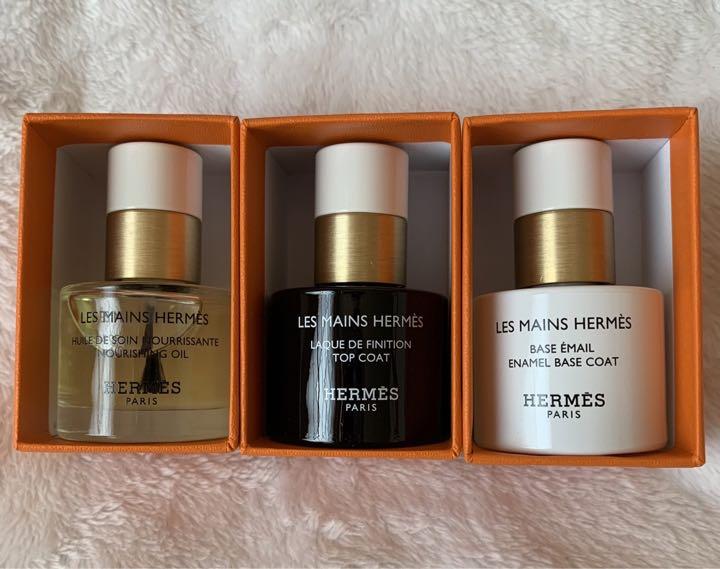 LES MAINS HERMÈS
HUILE DE SOIN NOURRISSANTE
NOURISHING OIL
HERMÈS
PARIS
LES MAINS HERMÈS
LAQUE DE FINITION
TOP COAT
HERMÈS
PARIS
LES MAINS HERMÈS
BASE ÉMAIL
ENAMEL BASE COAT
HERMÈS
PARIS